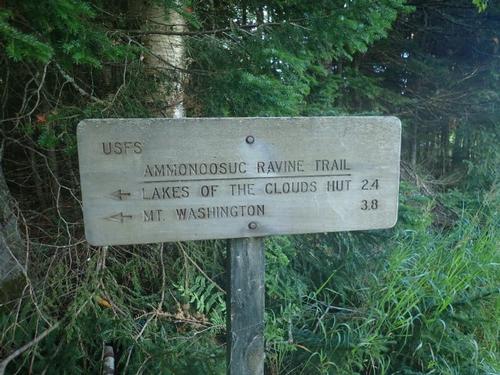 USFS
AMMONOOSUC RAVINE TRAIL
← LAKES OF THE CLOUDS HUT 2.4
← MT. WASHINGTON 3.8